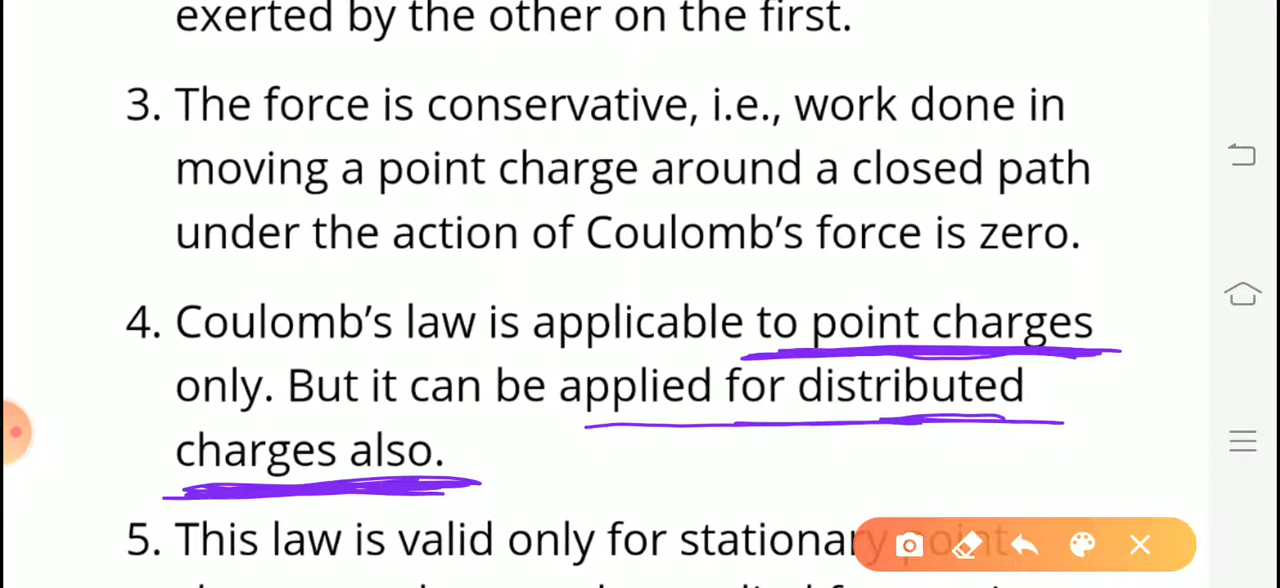 exerted by the other on the first.
3. The force is conservative, i.e., work done in
moving a point charge around a closed path
under the action of Coulomb’s force is zero.
4. Coulomb’s law is applicable to point charges
only. But it can be applied for distributed
charges also.
5. This law is valid only for stationary point